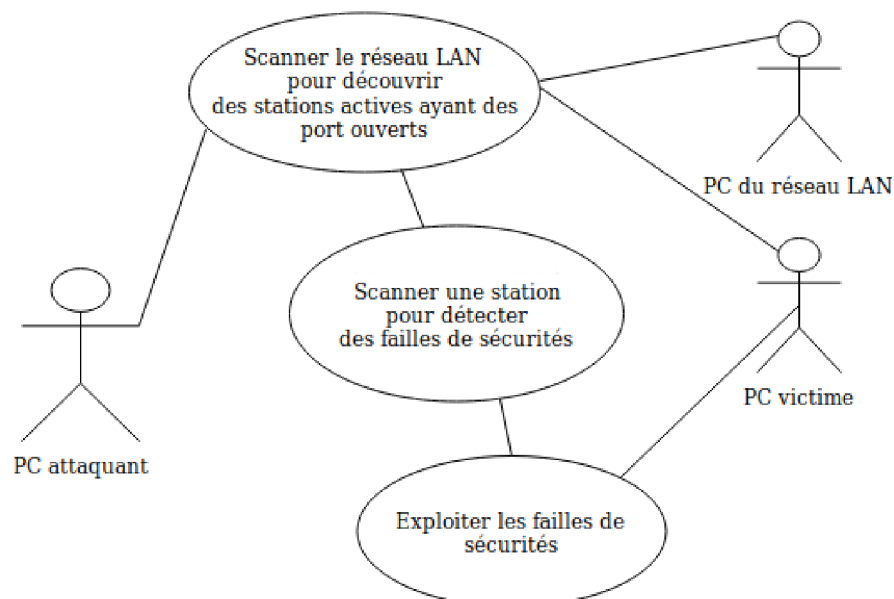 Scanner le réseau LAN
pour découvrir
des stations actives ayant des
port ouverts
PC du réseau LAN
Scanner une station
pour détecter
des failles de sécurités
PC victime
PC attaquant
Exploiter les failles de
sécurités